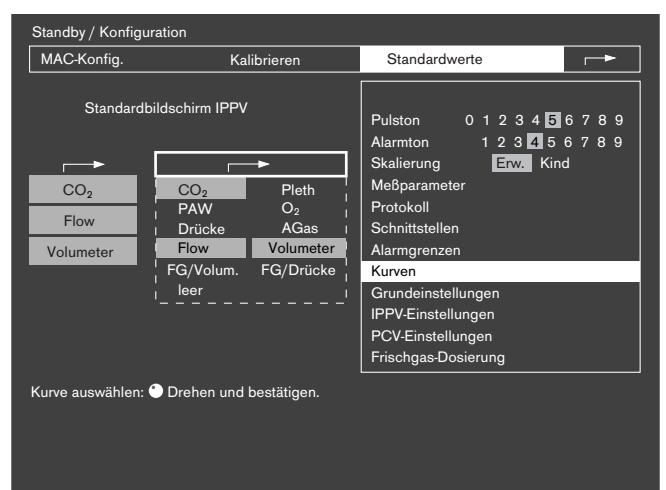 Standby / Konfiguration
MAC-Konfig. Kalibrieren Standardwerte
Standardbildschirm IPPV
CO₂
Flow
Volumeter
CO₂ Pleth
PAW O₂
Drücke AGas
Flow Volumeter
FG/Volum. FG/Drücke
leer
Pulston 0 1 2 3 4 5 6 7 8 9
Alarmton 1 2 3 4 5 6 7 8 9
Skalierung Erw. Kind
Meßparameter
Protokoll
Schnittstellen
Alarmgrenzen
Kurven
Grundeinstellungen
IPPV-Einstellungen
PCV-Einstellungen
Frischgas-Dosierung
Kurve auswählen: Drehen und bestätigen.